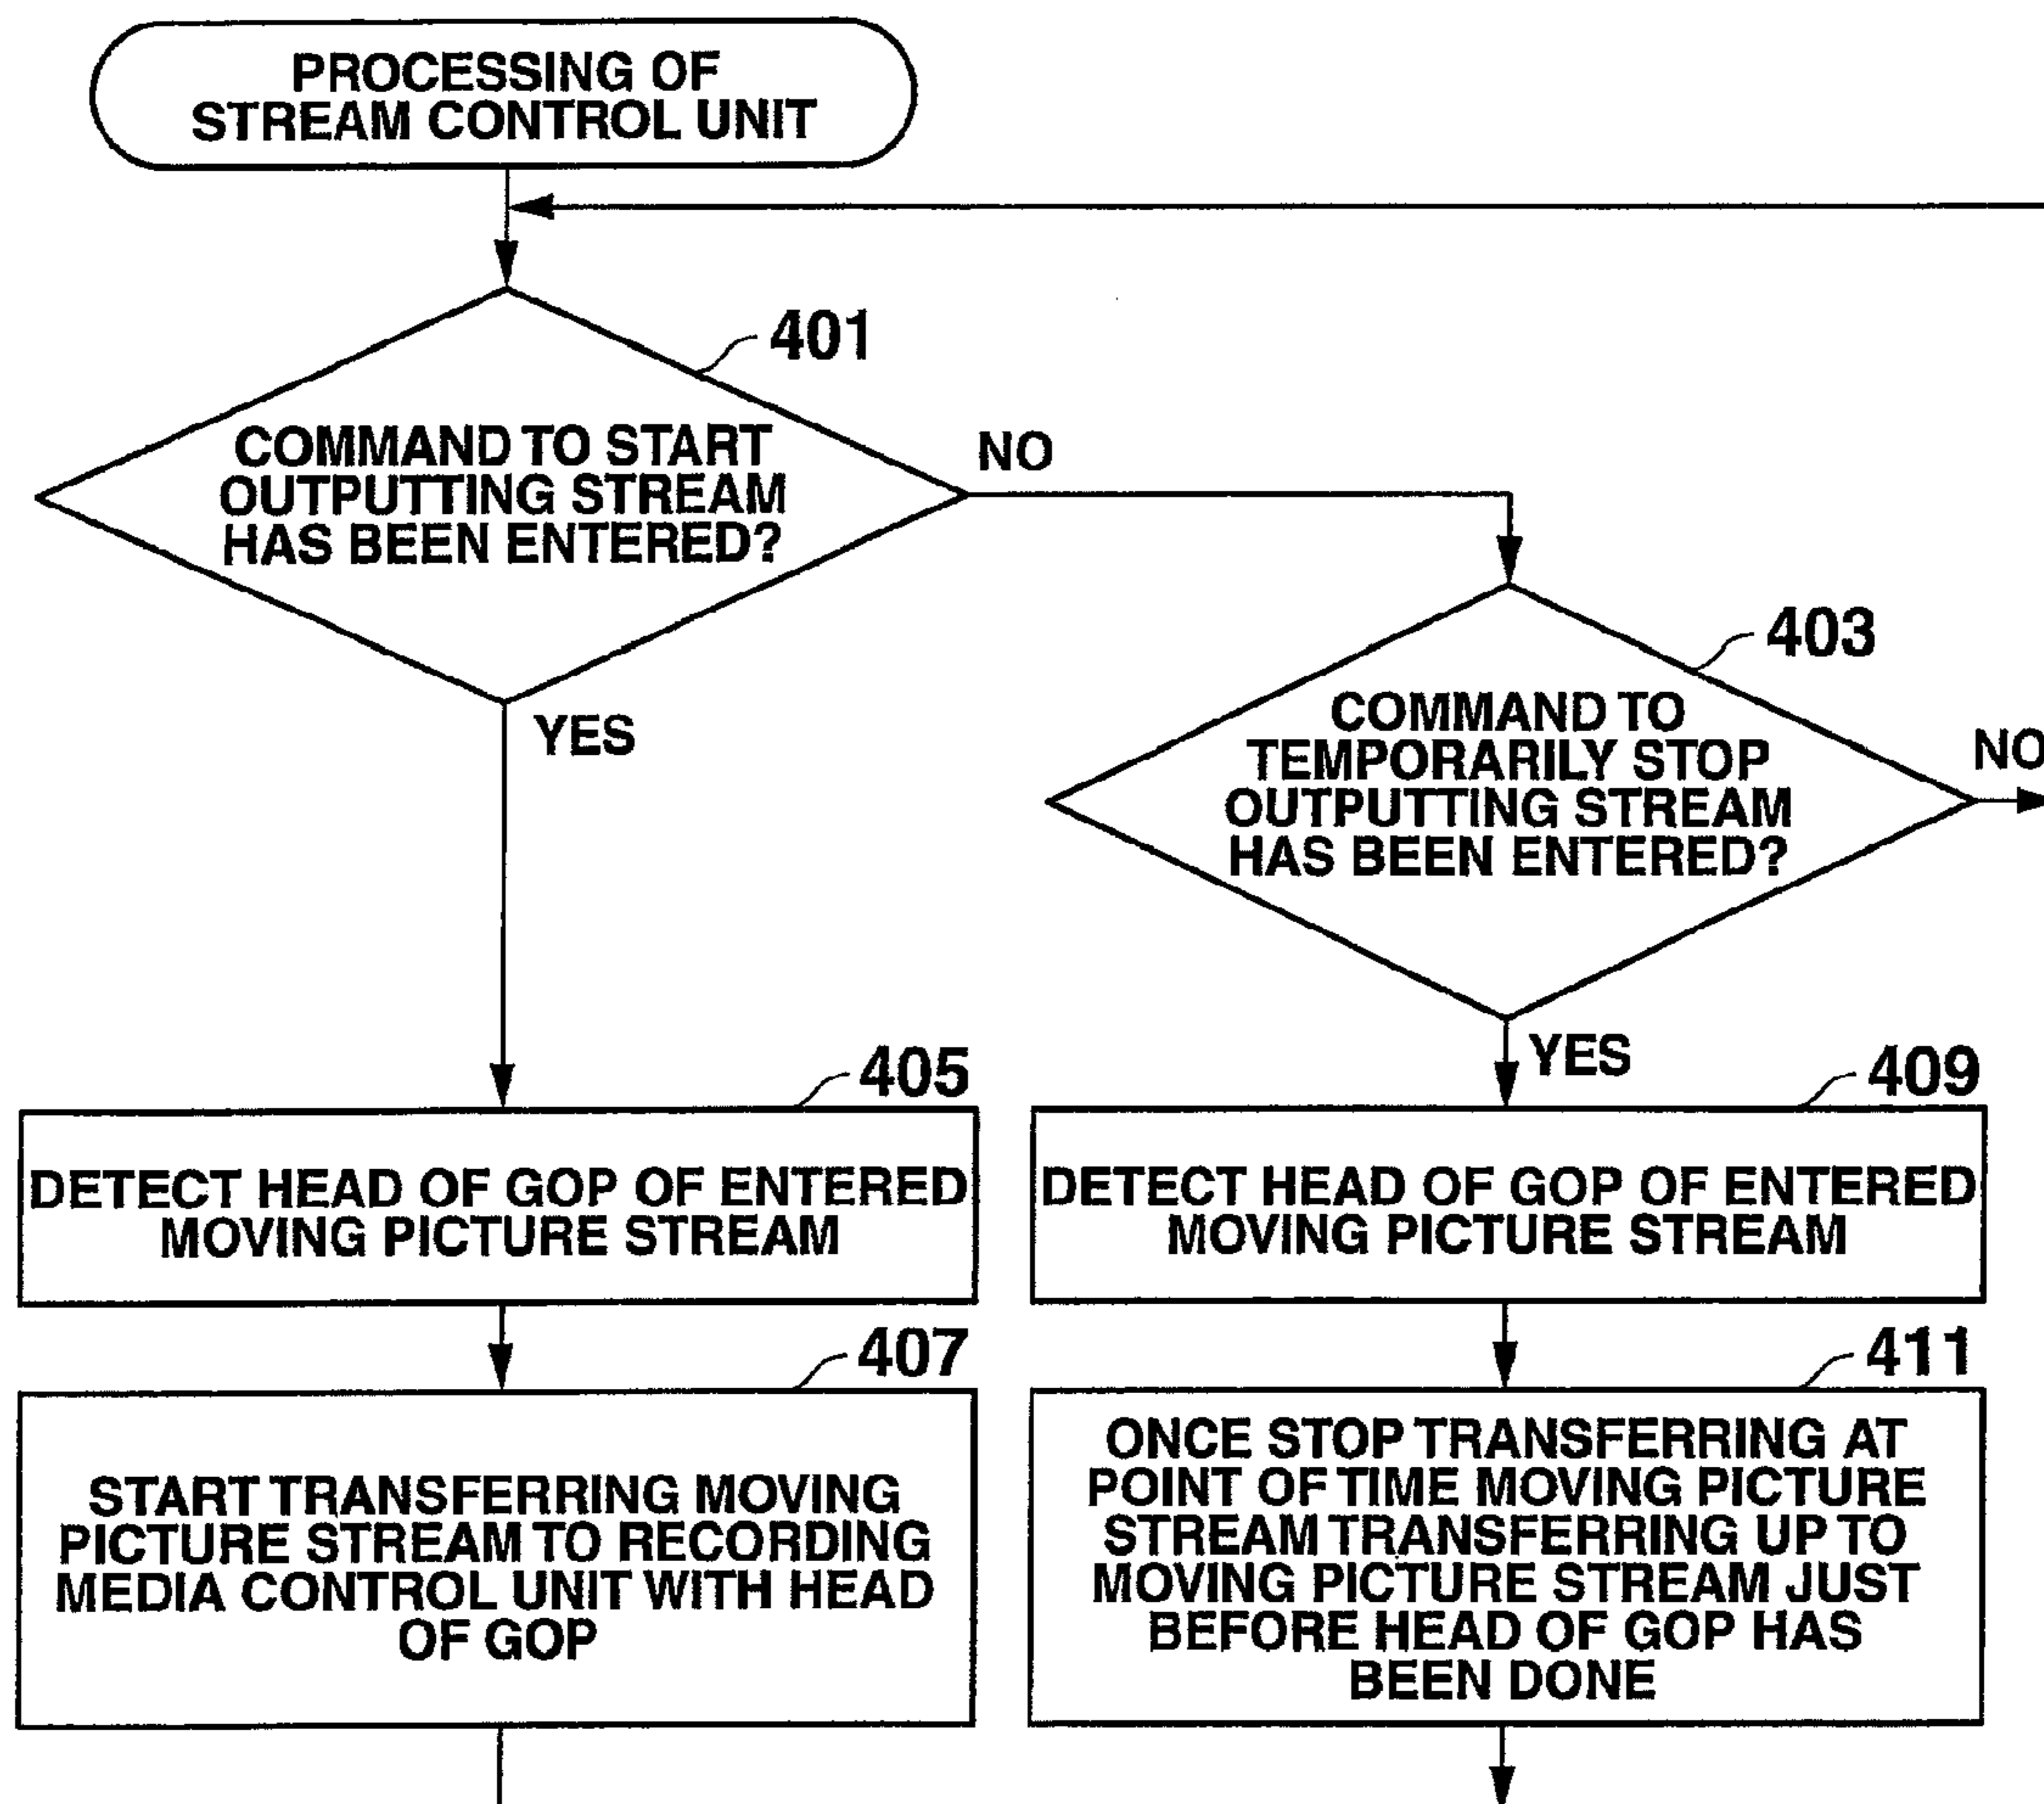 PROCESSING OF
STREAM CONTROL UNIT
401
COMMAND TO START
OUTPUTTING STREAM
HAS BEEN ENTERED?
NO
YES
403
COMMAND TO
TEMPORARILY STOP
OUTPUTTING STREAM
HAS BEEN ENTERED?
NO
YES
405
DETECT HEAD OF GOP OF ENTERED
MOVING PICTURE STREAM
409
DETECT HEAD OF GOP OF ENTERED
MOVING PICTURE STREAM
407
START TRANSFERRING MOVING
PICTURE STREAM TO RECORDING
MEDIA CONTROL UNIT WITH HEAD
OF GOP
411
ONCE STOP TRANSFERRING AT
POINT OF TIME MOVING PICTURE
STREAM TRANSFERRING UP TO
MOVING PICTURE STREAM JUST
BEFORE HEAD OF GOP HAS
BEEN DONE